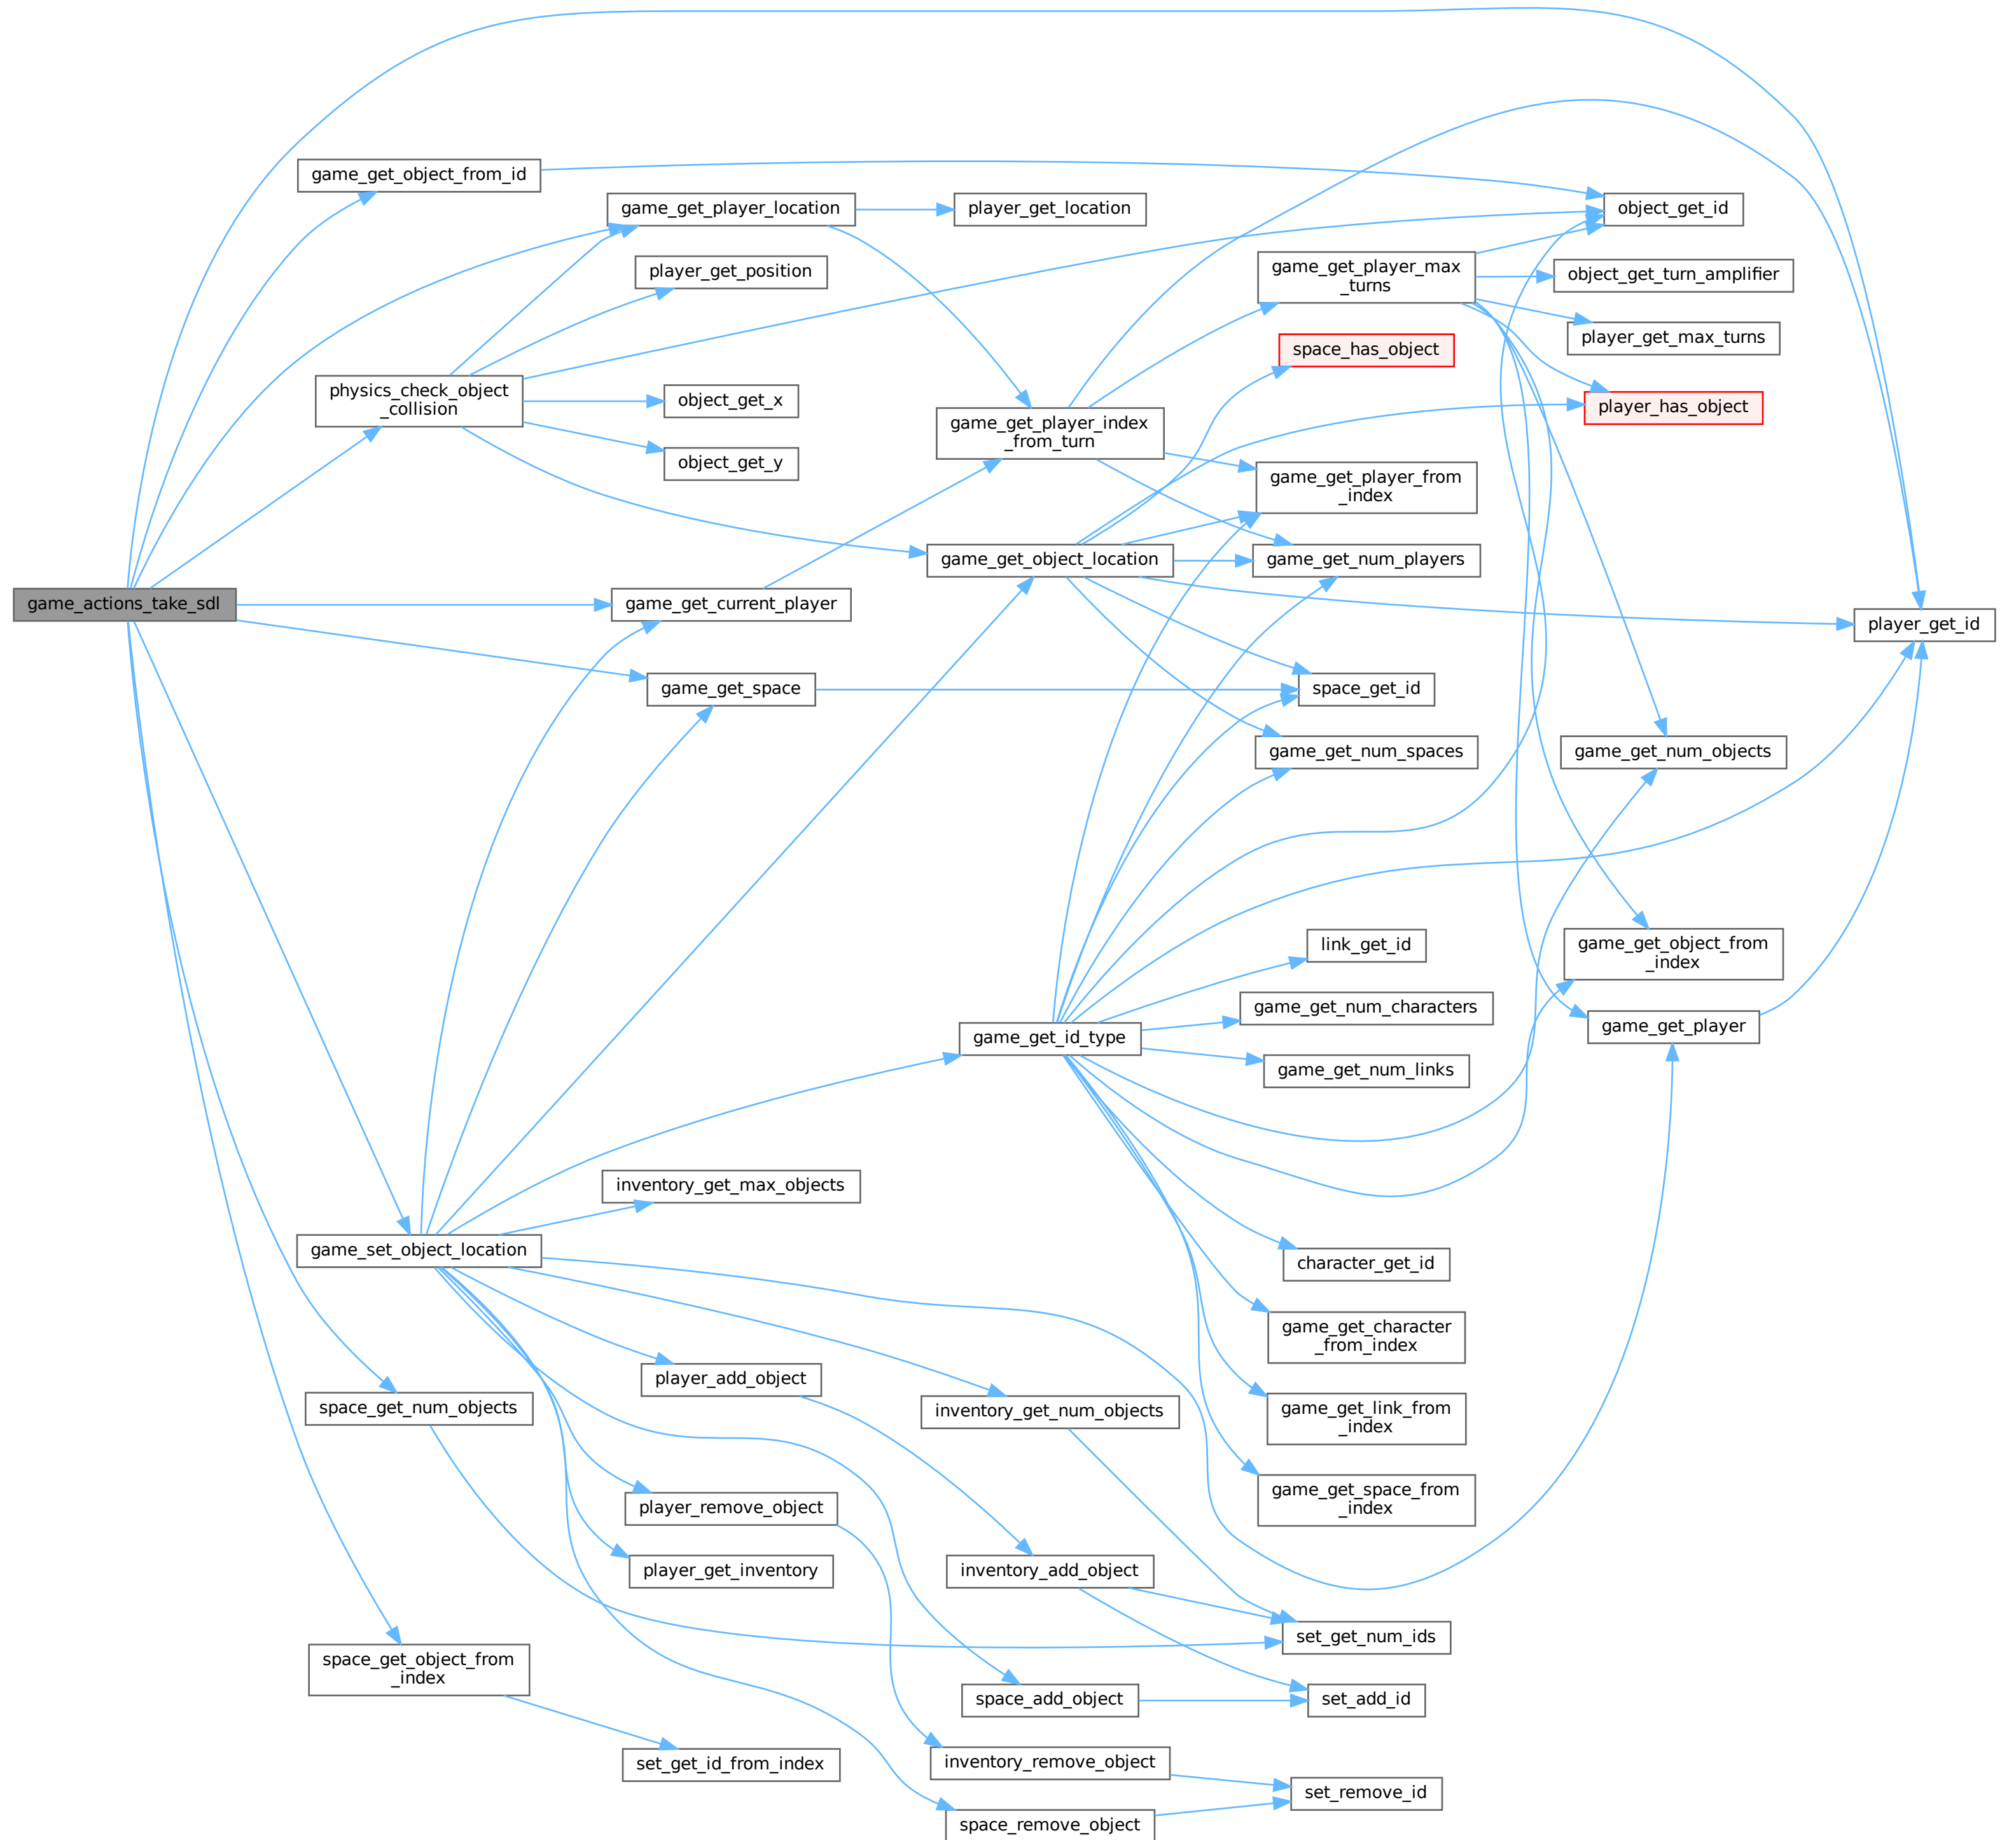 game_actions_take_sdl
game_get_object_from_id
physics_check_object
_collision
game_set_object_location
space_get_num_objects
space_get_object_from
_index
game_get_player_location
player_get_position
object_get_x
object_get_y
game_get_current_player
game_get_space
inventory_get_max_objects
player_add_object
player_remove_object
player_get_inventory
set_get_id_from_index
player_get_location
game_get_player_index
_from_turn
game_get_object_location
game_get_id_type
inventory_get_num_objects
inventory_add_object
space_add_object
inventory_remove_object
space_remove_object
game_get_player_max
_turns
space_has_object
game_get_player_from
_index
game_get_num_players
space_get_id
game_get_num_spaces
link_get_id
game_get_num_characters
game_get_num_links
character_get_id
game_get_character
_from_index
game_get_link_from
_index
game_get_space_from
_index
set_get_num_ids
set_add_id
set_remove_id
object_get_id
object_get_turn_amplifier
player_get_max_turns
player_has_object
game_get_num_objects
game_get_object_from
_index
game_get_player
player_get_id